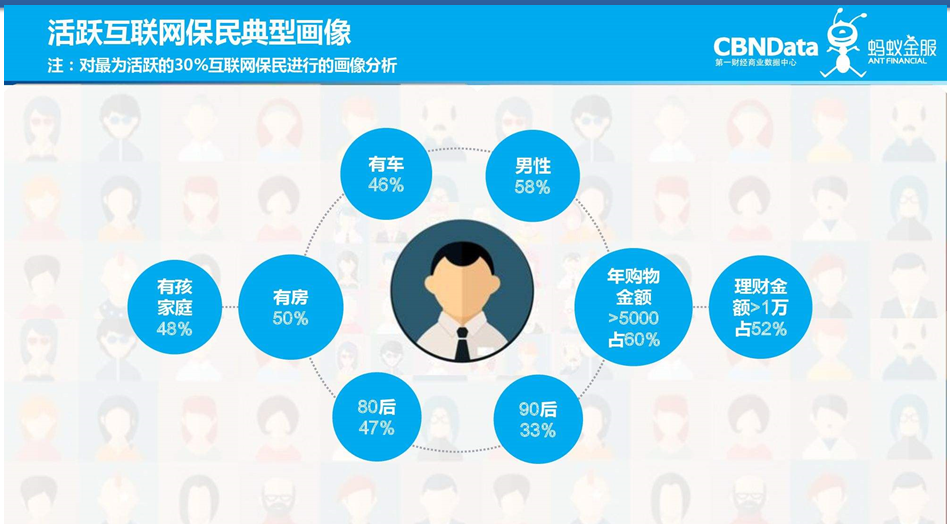 活跃互联网保民典型画像
注：对最为活跃的30%互联网保民进行的画像分析
CBNData
第一财经商业数据中心
蚂蚁金服
ANT FINANCIAL
有车
46%
男性
58%
有孩
家庭
48%
有房
50%
年购物
金额
>5000
占60%
理财金
额>1万
占52%
80后
47%
90后
33%